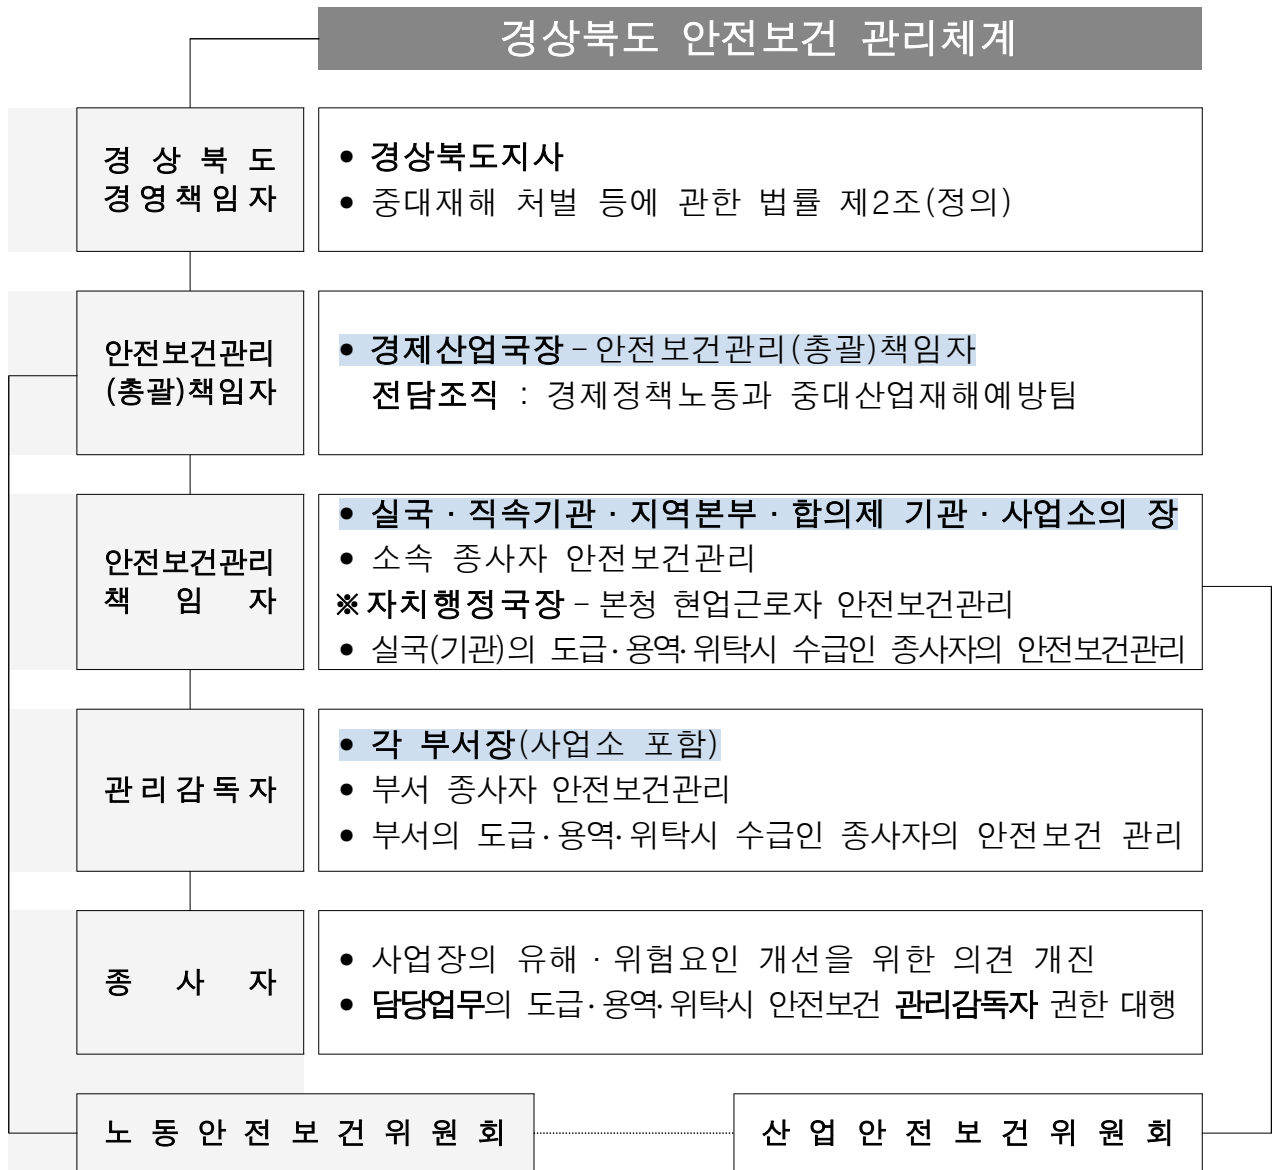 경상북도 안전보건 관리체계
경 상 북 도
경영책임자
• 경상북도지사
• 중대재해 처벌 등에 관한 법률 제2조(정의)
안전보건관리
(총괄)책임자
• 경제산업국장 – 안전보건관리(총괄)책임자
전담조직 : 경제정책노동과 중대산업재해예방팀
안전보건관리
책 임 자
• 실국 · 직속기관 · 지역본부 · 합의제 기관 · 사업소의 장
• 소속 종사자 안전보건관리
※ 자치행정국장 – 본청 현업근로자 안전보건관리
• 실국(기관)의 도급·용역·위탁시 수급인 종사자의 안전보건관리
관리감독자
• 각 부서장(사업소 포함)
• 부서 종사자 안전보건관리
• 부서의 도급·용역·위탁시 수급인 종사자의 안전보건 관리
종 사 자
• 사업장의 유해 · 위험요인 개선을 위한 의견 개진
• 담당업무의 도급·용역·위탁시 안전보건 관리감독자 권한 대행
노 동 안 전 보 건 위 원 회
산 업 안 전 보 건 위 원 회